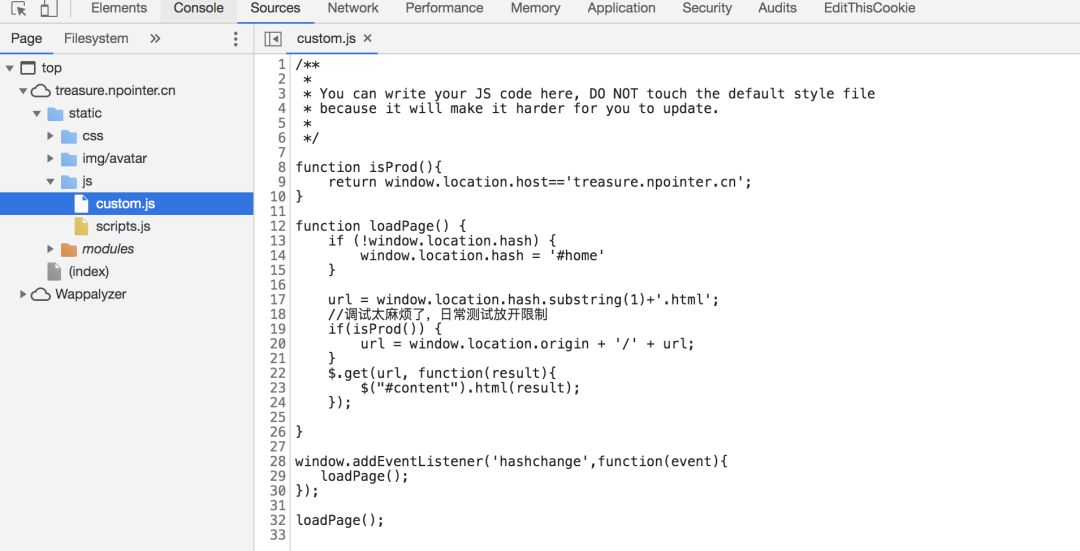 Elements Console Sources Network Performance Memory Application Security Audits EditThisCookie
Page Filesystem » custom.js ×
top
treasure.npointer.cn
static
css
img/avatar
js
custom.js
scripts.js
modules
(index)
Wappalyzer
1 /**
2 *
3 * You can write your JS code here, DO NOT touch the default style file
4 * because it will make it harder for you to update.
5 *
6 */
7
8 function isProd(){
9 return window.location.host=='treasure.npointer.cn';
10 }
11
12 function loadPage() {
13 if (!window.location.hash) {
14 window.location.hash = '#home'
15 }
16
17 url = window.location.hash.substring(1)+'.html';
18 //调试太麻烦了，日常测试放开限制
19 if(isProd()) {
20 url = window.location.origin + '/' + url;
21 }
22 $.get(url, function(result){
23 $("#content").html(result);
24 });
25
26 }
27
28 window.addEventListener('hashchange',function(event){
29 loadPage();
30 });
31
32 loadPage();
33